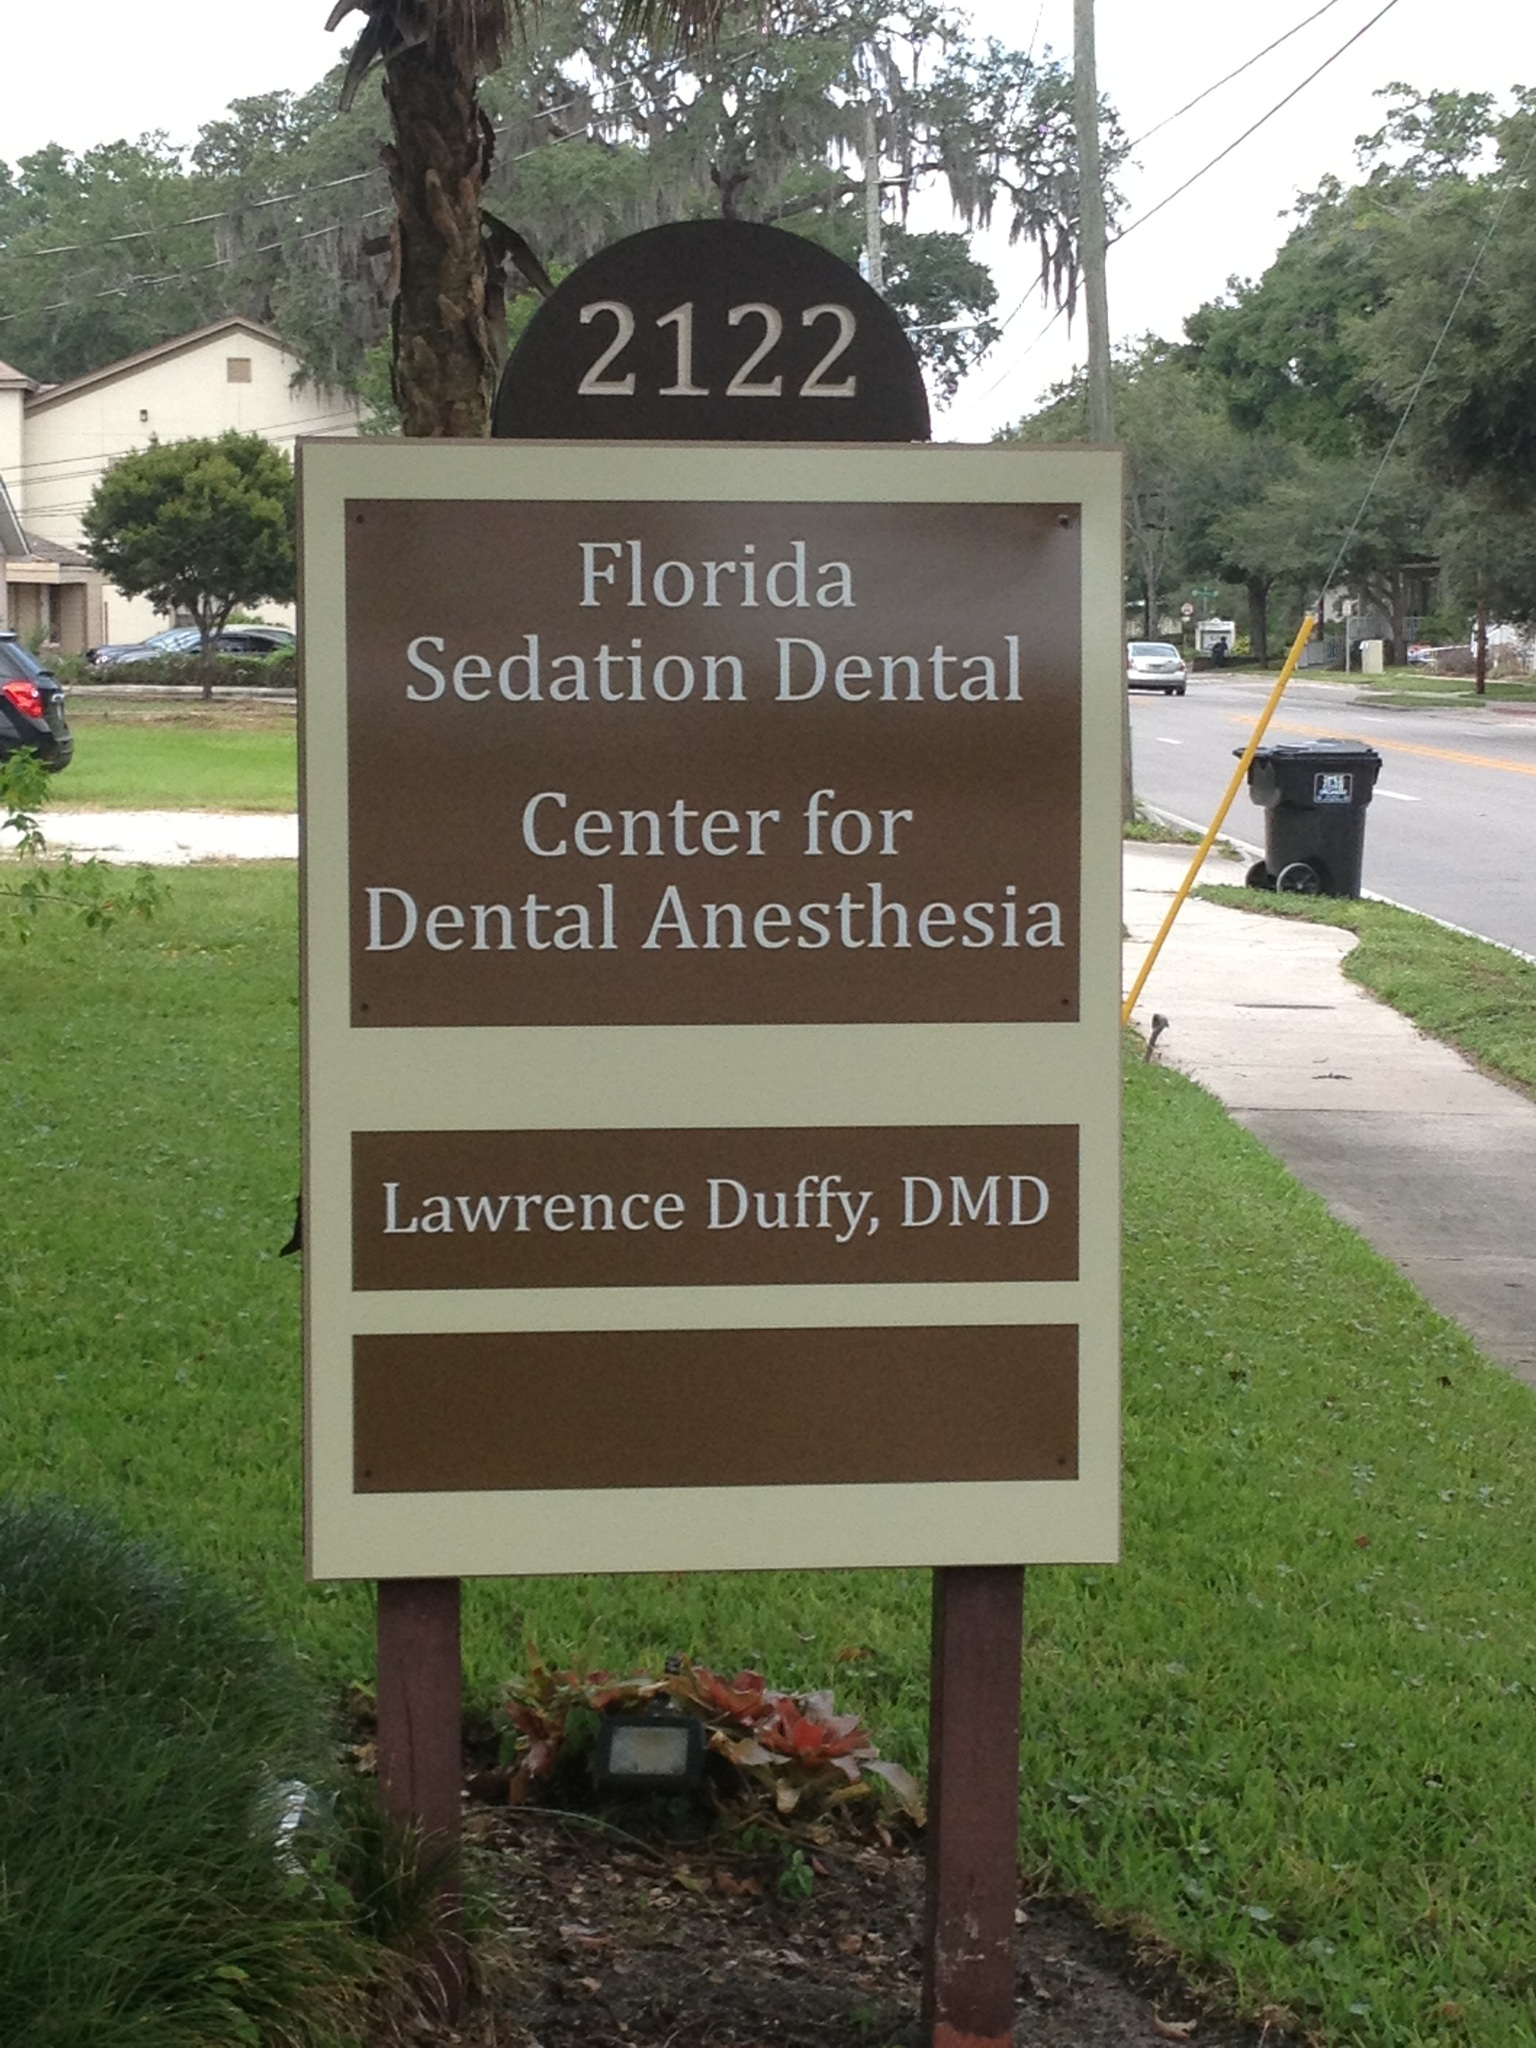 2122
Florida
Sedation Dental
Center for
Dental Anesthesia
Lawrence Duffy, DMD